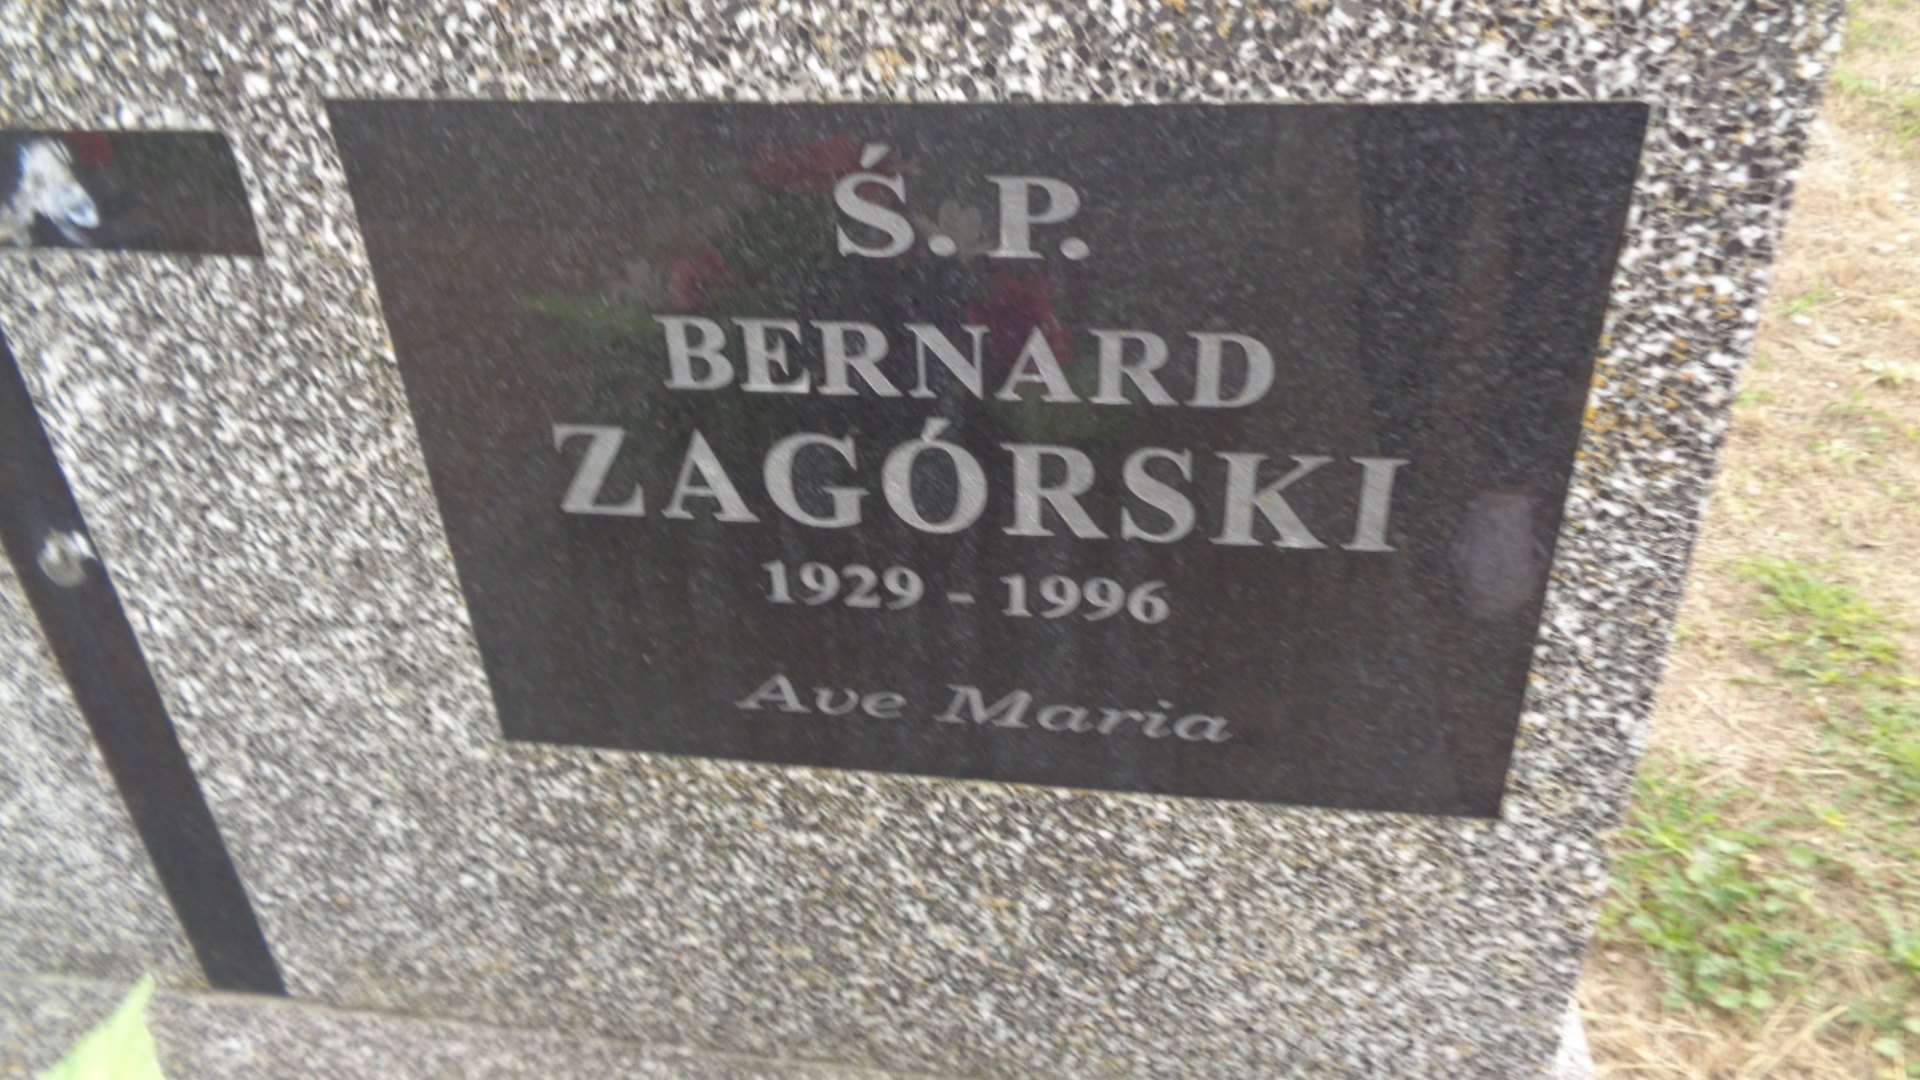 Ś. P.
BERNARD
ZAGÓRSKI
1929 - 1996
Ave Maria